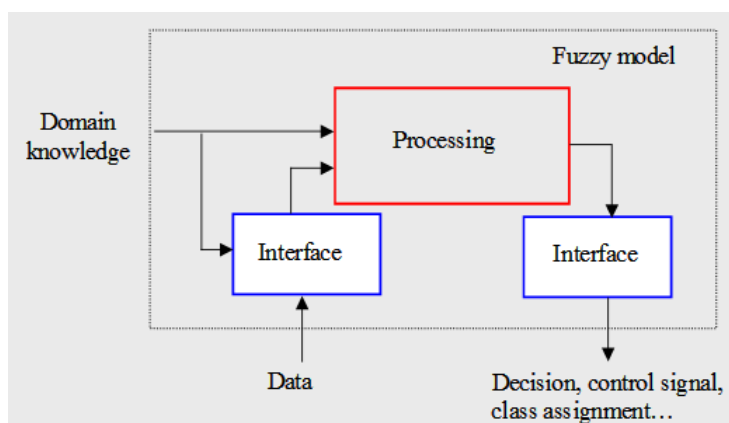 Fuzzy model
Domain
knowledge
Processing
Interface
Interface
Data
Decision, control signal,
class assignment...